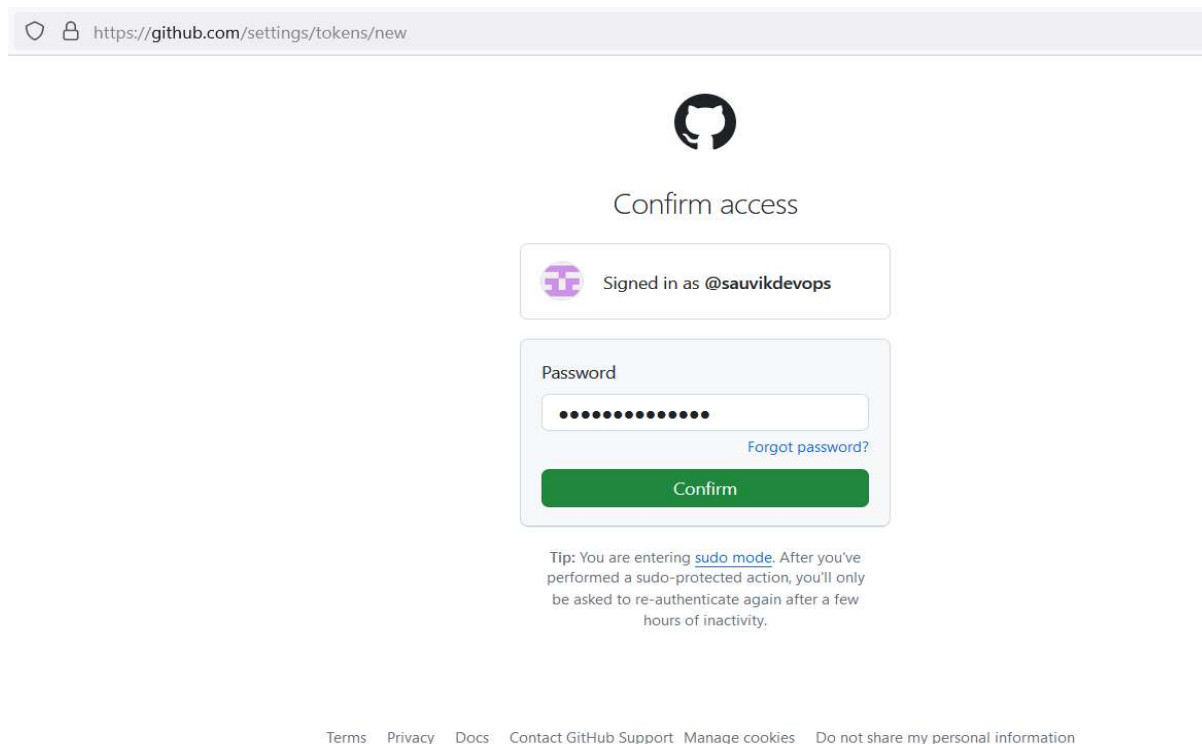 https://github.com/settings/tokens/new
Confirm access
Signed in as @sauvikdevops
Password
●●●●●●●●●●●●●●
Forgot password?
Confirm
Tip: You are entering sudo mode. After you've
performed a sudo-protected action, you'll only
be asked to re-authenticate again after a few
hours of inactivity.
Terms Privacy Docs Contact GitHub Support Manage cookies Do not share my personal information